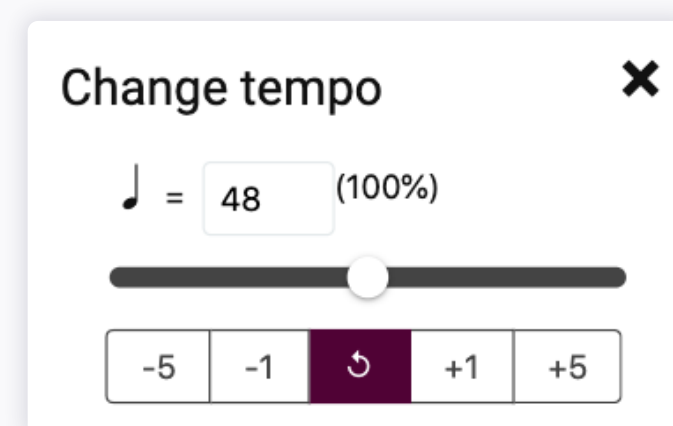 Change tempo
♩ = 48 (100%)
-5 -1 +1 +5